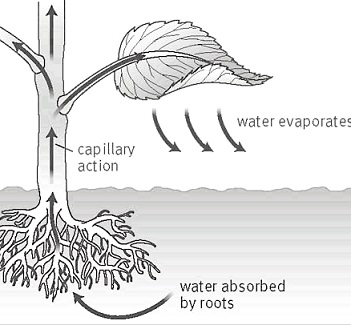 water evaporates
capillary
action
water absorbed
by roots